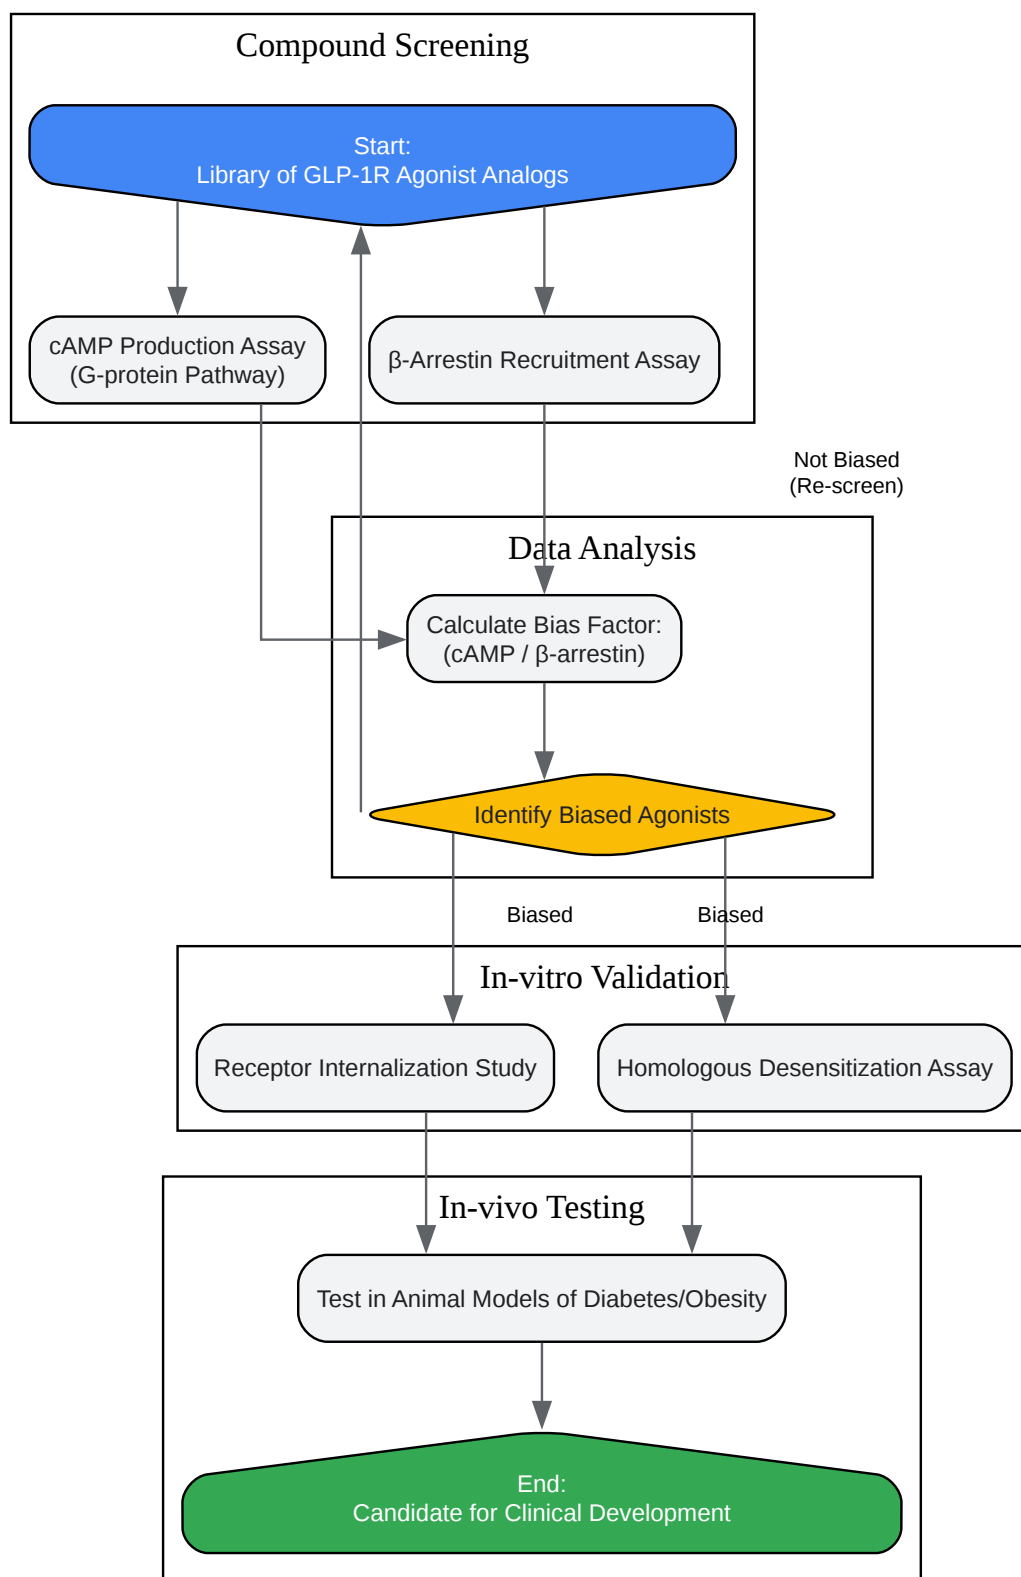 Compound Screening
Start:
Library of GLP-1R Agonist Analogs
cAMP Production Assay
(G-protein Pathway)
β-Arrestin Recruitment Assay
Not Biased
(Re-screen)
Data Analysis
Calculate Bias Factor:
(cAMP / β-arrestin)
Identify Biased Agonists
Biased
Biased
In-vitro Validation
Receptor Internalization Study
Homologous Desensitization Assay
In-vivo Testing
Test in Animal Models of Diabetes/Obesity
End:
Candidate for Clinical Development